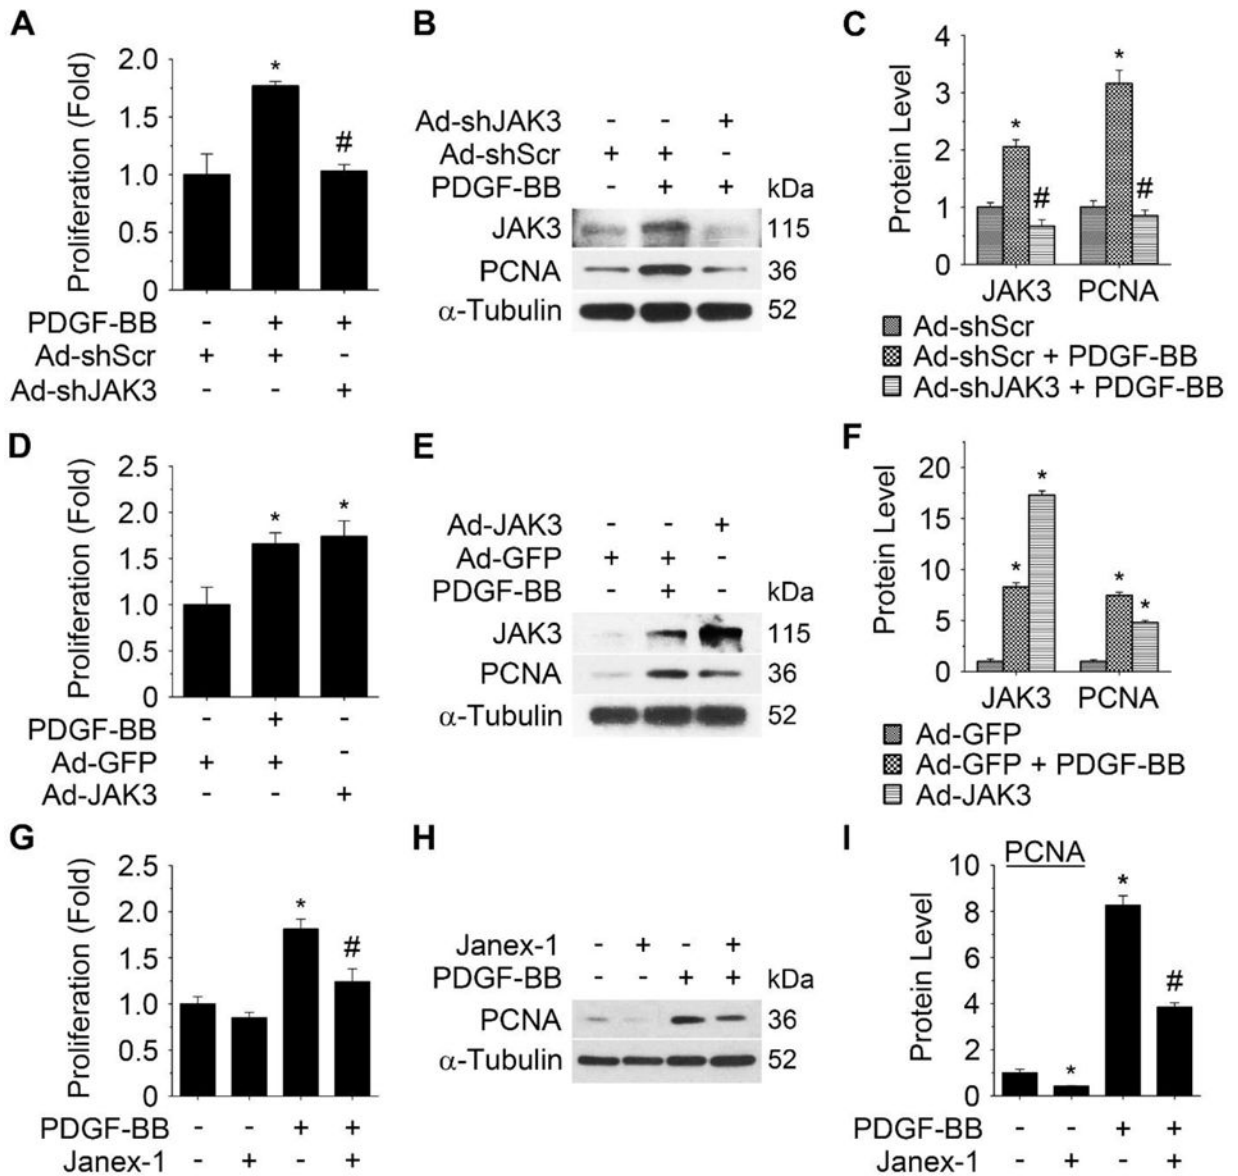 A
Proliferation (Fold)
2.0
1.5
1.0
0.5
0
*
#
PDGF-BB - + +
Ad-shScr + + -
Ad-shJAK3 - - +
B
Ad-shJAK3 - - +
Ad-shScr + + -
PDGF-BB - + + kDa
JAK3 115
PCNA 36
α-Tubulin 52
C
Protein Level
4
3
2
1
0
* # * #
JAK3 PCNA
Ad-shScr
Ad-shScr + PDGF-BB
Ad-shJAK3 + PDGF-BB
D
Proliferation (Fold)
2.5
2.0
1.5
1.0
0.5
0
* *
PDGF-BB - + -
Ad-GFP + + -
Ad-JAK3 - - +
E
Ad-JAK3 - - +
Ad-GFP + + -
PDGF-BB - + - kDa
JAK3 115
PCNA 36
α-Tubulin 52
F
Protein Level
20
15
10
5
0
* * * *
JAK3 PCNA
Ad-GFP
Ad-GFP + PDGF-BB
Ad-JAK3
G
Proliferation (Fold)
2.5
2.0
1.5
1.0
0.5
0
* #
PDGF-BB - - + +
Janex-1 - + - +
H
Janex-1 - + - +
PDGF-BB - - + + kDa
PCNA 36
α-Tubulin 52
I
PCNA
Protein Level
10
8
6
4
2
0
* * #
PDGF-BB - - + +
Janex-1 - + - +